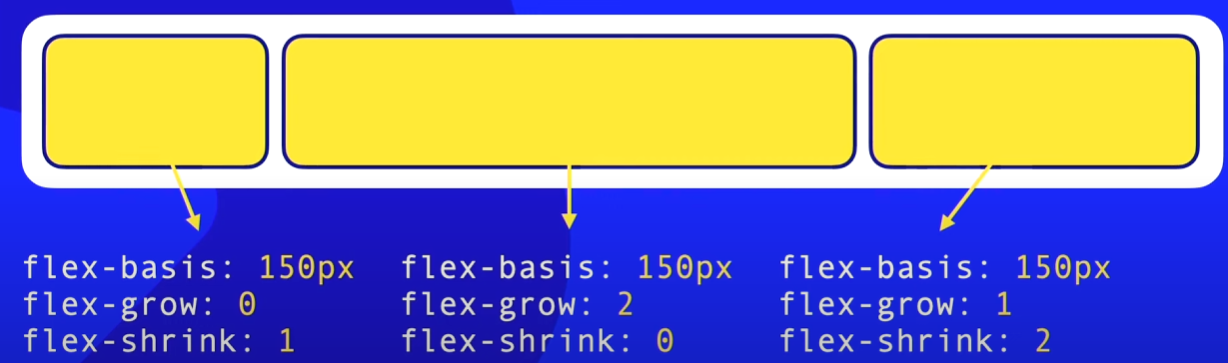 flex-basis: 150px flex-basis: 150px flex-basis: 150px
flex-grow: 0 flex-grow: 2 flex-grow: 1
flex-shrink: 1 flex-shrink: 0 flex-shrink: 2